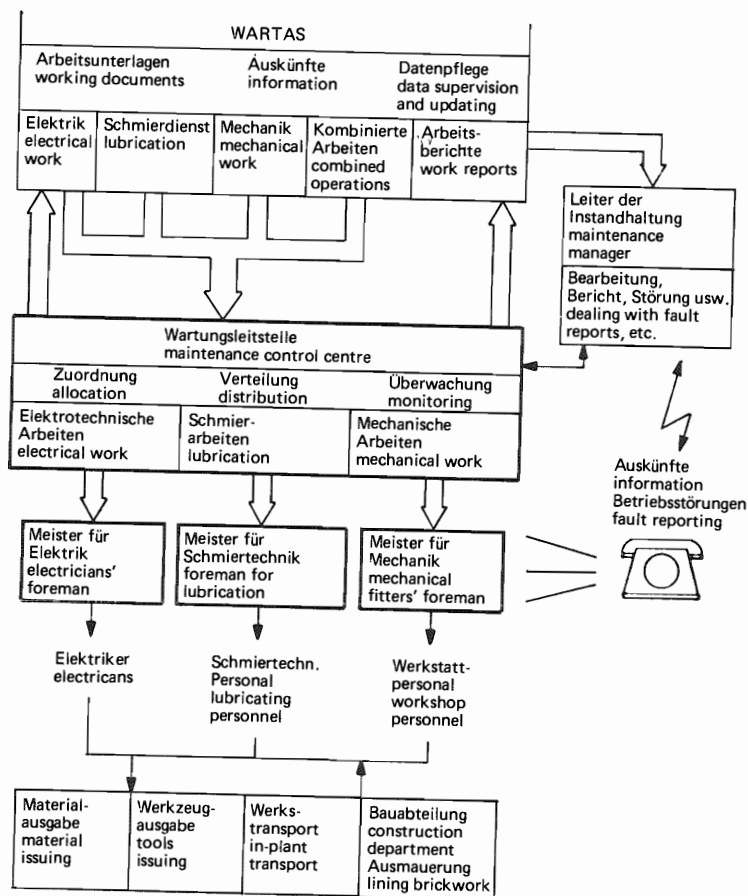 WARTAS
Arbeitsunterlagen
working documents
Auskünfte
information
Datenpflege
data supervision
and updating
Elektrik
electrical
work
Schmierdienst
lubrication
Mechanik
mechanical
work
Kombinierte
Arbeiten
combined
operations
Arbeits-
berichte
work reports
Leiter der
Instandhaltung
maintenance
manager
Bearbeitung,
Bericht, Störung usw.
dealing with fault
reports, etc.
Wartungsleitstelle
maintenance control centre
Zuordnung
allocation
Verteilung
distribution
Überwachung
monitoring
Elektrotechnische
Arbeiten
electrical work
Schmier-
arbeiten
lubrication
Mechanische
Arbeiten
mechanical work
Auskünfte
information
Betriebsstörungen
fault reporting
Meister für
Elektrik
electricians'
foreman
Meister für
Schmiertechnik
foreman for
lubrication
Meister für
Mechanik
mechanical
fitters' foreman
Elektriker
electricans
Schmiertechn.
Personal
lubricating
personnel
Werkstatt-
personal
workshop
personnel
Material-
ausgabe
material
issuing
Werkzeug-
ausgabe
tools
issuing
Werks-
transport
in-plant
transport
Bauabteilung
construction
department
Ausmauerung
lining brickwork